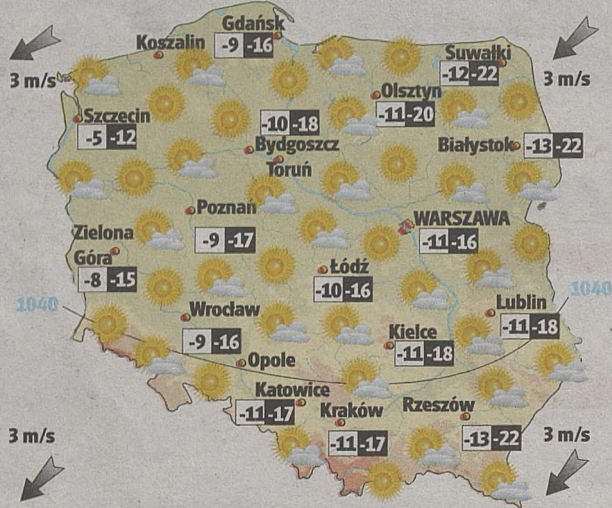 Gdańsk
-9 -16
Koszalin
3 m/s
Suwałki
-12 -22
3 m/s
Olsztyn
-11 -20
Szczecin
-5 -12
-10 -18
Bydgoszcz
Toruń
Białystok
-13 -22
Poznań
-9 -17
WARSZAWA
-11 -16
Zielona
Góra
-8 -15
Łódź
-10 -16
1040
1040
Wrocław
-9 -16
Lublin
-11 -18
Kielce
-11 -18
Opole
Katowice
-11 -17
Kraków
-11 -17
Rzeszów
-13 -22
3 m/s
3 m/s